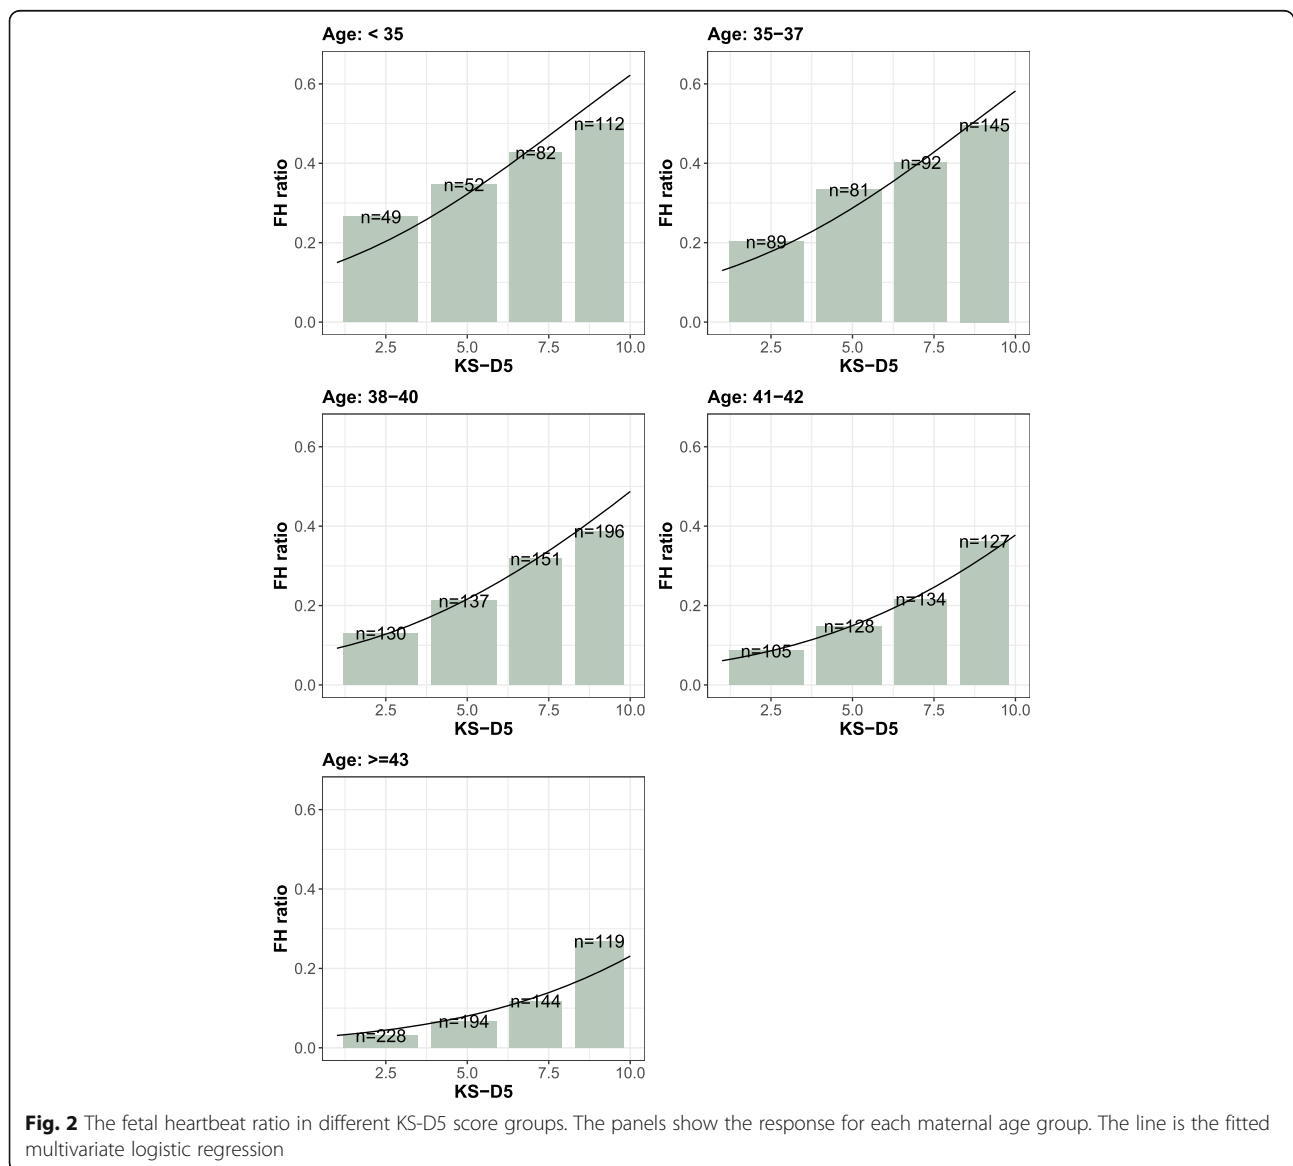 Age: < 35
0.6
0.4
0.2
0.0
FH ratio
n=49
n=52
n=82
n=112
2.5 5.0 7.5 10.0
KS−D5
Age: 35−37
0.6
0.4
0.2
0.0
FH ratio
n=89
n=81
n=92
n=145
2.5 5.0 7.5 10.0
KS−D5
Age: 38−40
0.6
0.4
0.2
0.0
FH ratio
n=130
n=137
n=151
n=196
2.5 5.0 7.5 10.0
KS−D5
Age: 41−42
0.6
0.4
0.2
0.0
FH ratio
n=105
n=128
n=134
n=127
2.5 5.0 7.5 10.0
KS−D5
Age: >=43
0.6
0.4
0.2
0.0
FH ratio
n=228
n=194
n=144
n=119
2.5 5.0 7.5 10.0
KS−D5
Fig. 2 The fetal heartbeat ratio in different KS-D5 score groups. The panels show the response for each maternal age group. The line is the fitted
multivariate logistic regression